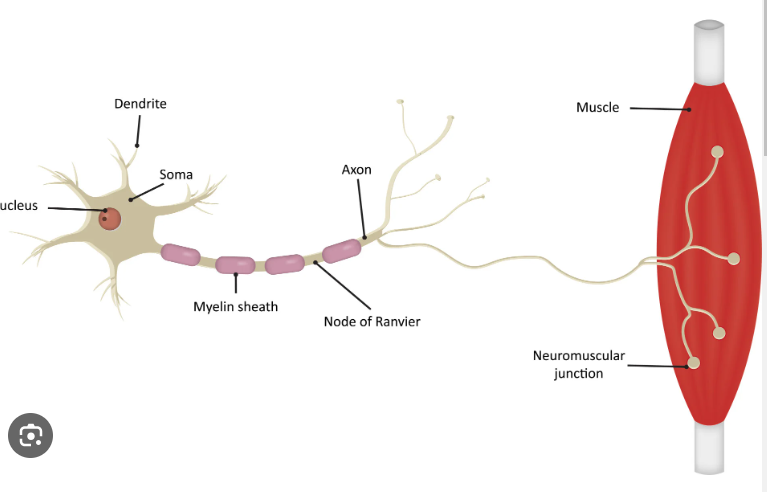 Dendrite
Muscle
Soma
Axon
ucleus
Myelin sheath
Node of Ranvier
Neuromuscular
junction